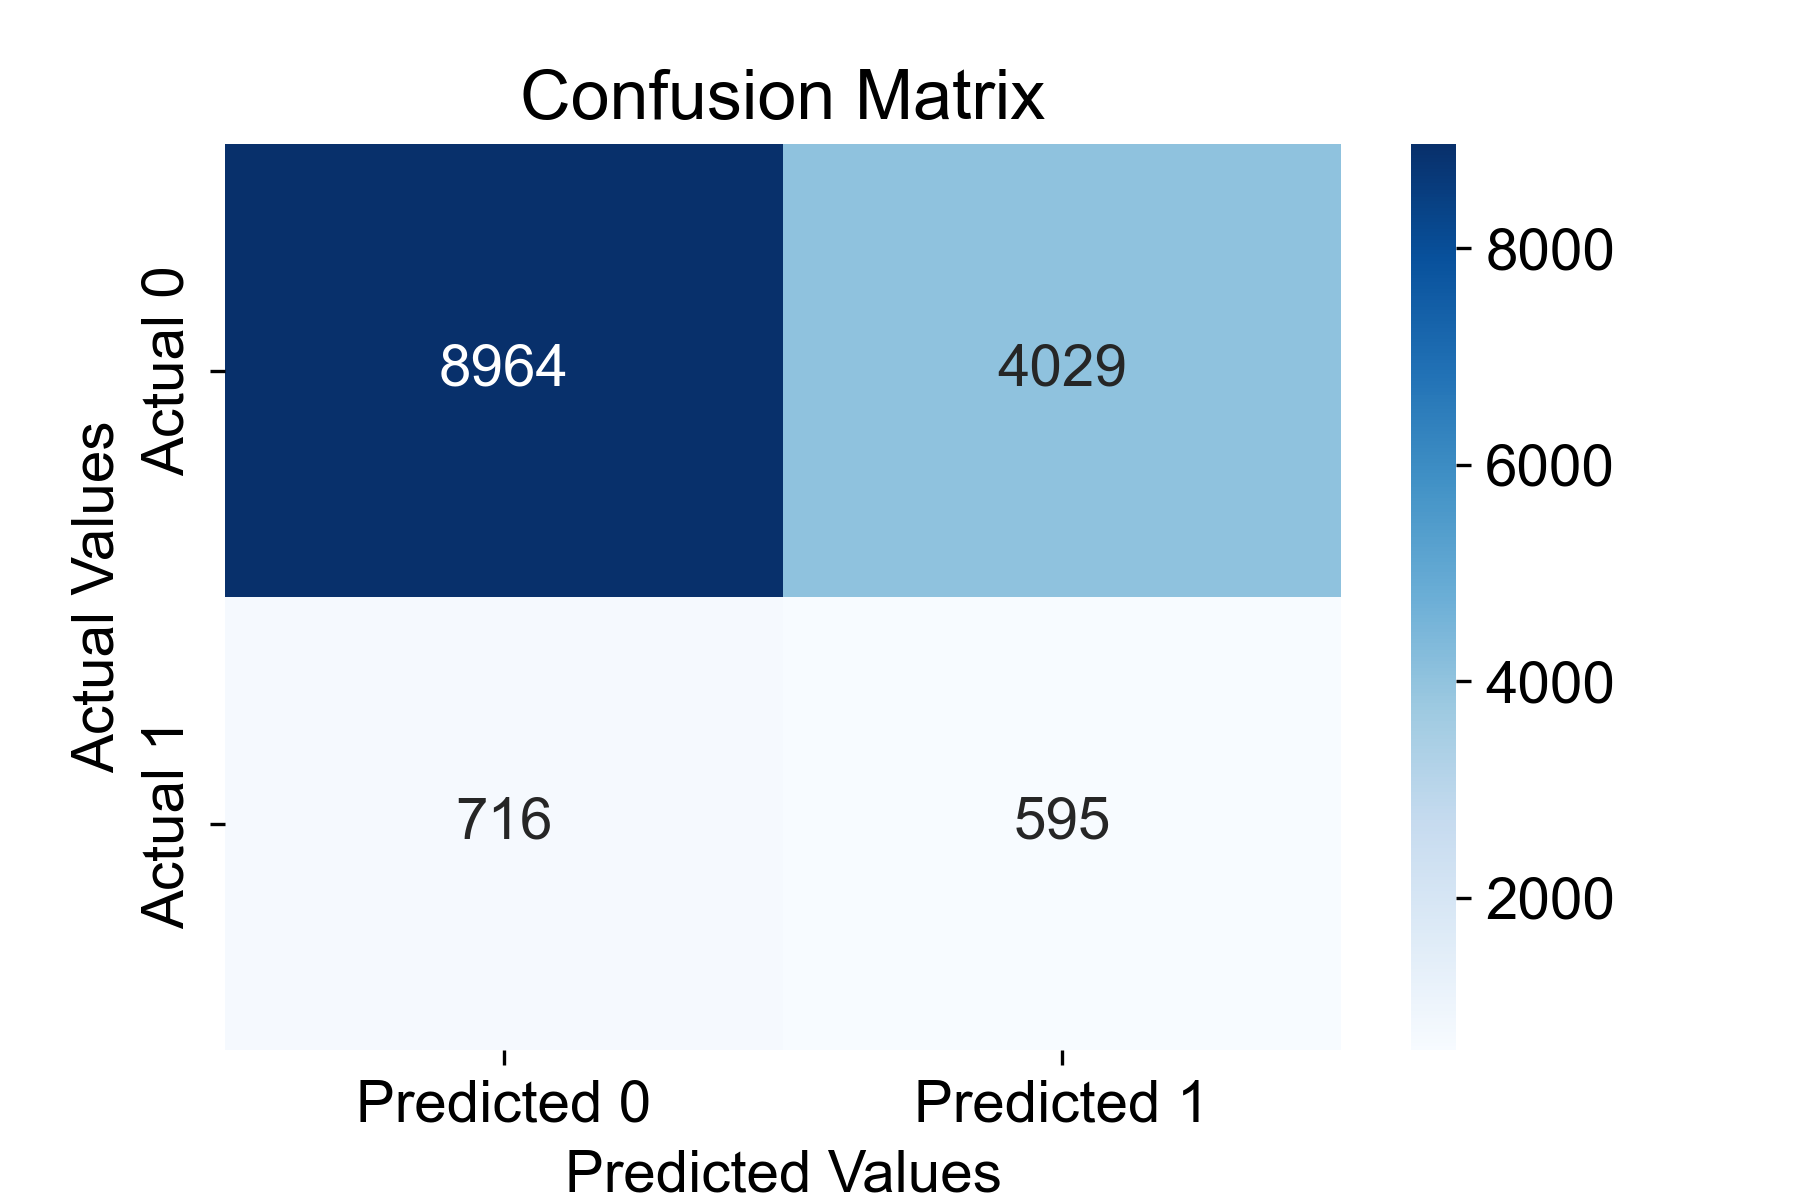 Confusion Matrix
Actual Values
Actual 0
8964
4029
Actual 1
716
595
Predicted 0
Predicted 1
Predicted Values
8000
6000
4000
2000